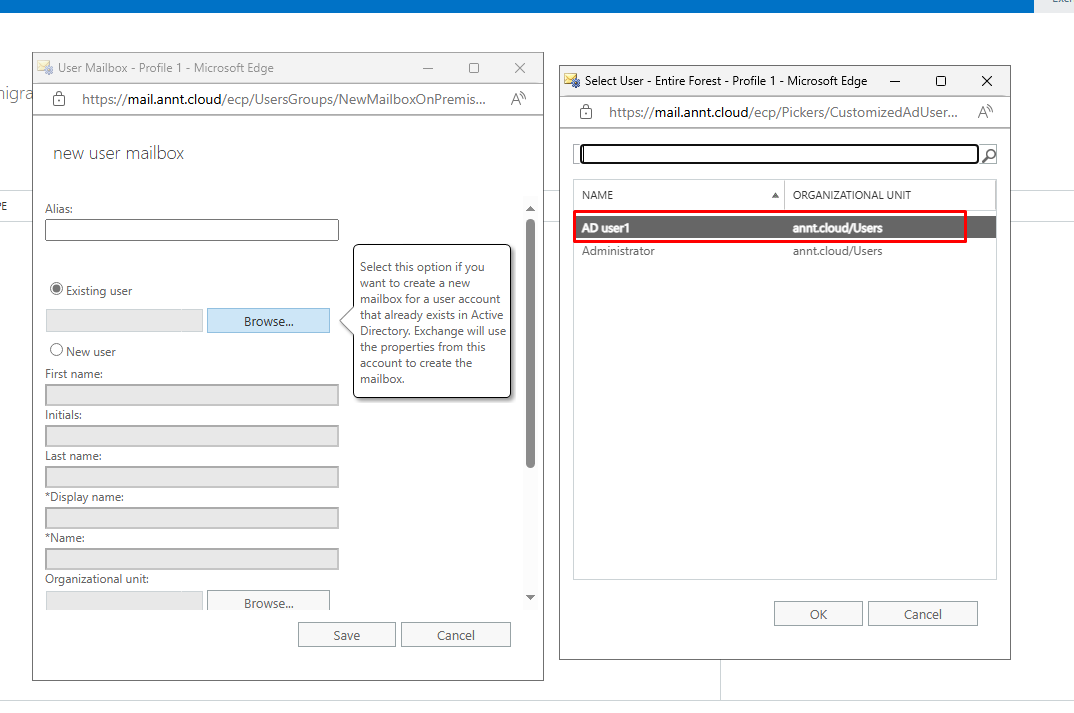 igra
PE
User Mailbox - Profile 1 - Microsoft Edge
https://mail.annt.cloud/ecp/UsersGroups/NewMailboxOnPremis...
new user mailbox
Alias:
Existing user
Browse...
New user
First name:
Initials:
Last name:
*Display name:
*Name:
Organizational unit:
Browse...
Save
Cancel
Select this option if you
want to create a new
mailbox for a user account
that already exists in Active
Directory. Exchange will use
the properties from this
account to create the
mailbox.
Select User - Entire Forest - Profile 1 - Microsoft Edge
https://mail.annt.cloud/ecp/Pickers/CustomizedAdUser...
NAME
ORGANIZATIONAL UNIT
AD user1
annt.cloud/Users
Administrator
annt.cloud/Users
OK
Cancel